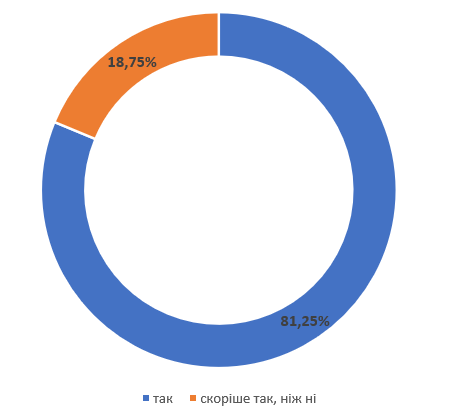 18,75%
81,25%
так скоріше так, ніж ні